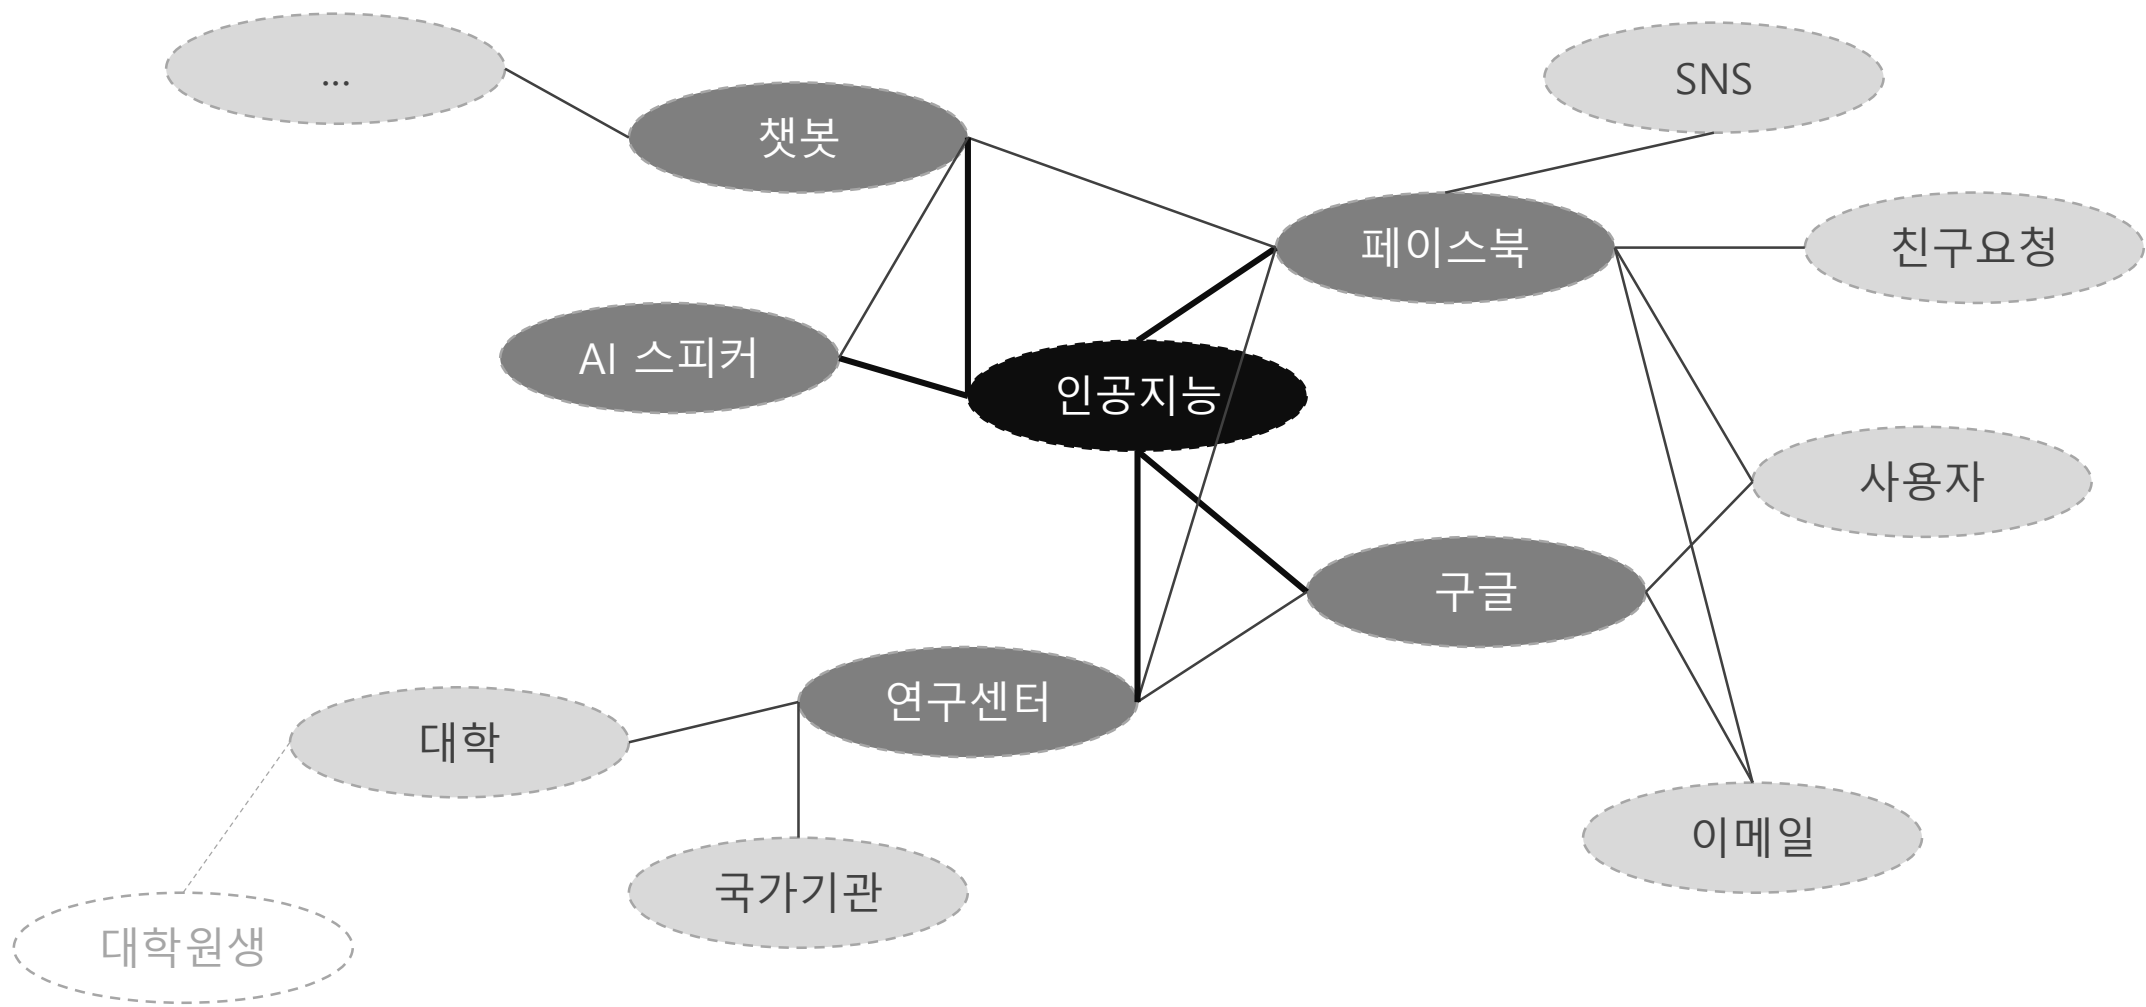 ...
SNS
챗봇
페이스북
친구요청
AI 스피커
인공지능
사용자
구글
연구센터
대학
이메일
국가기관
대학원생